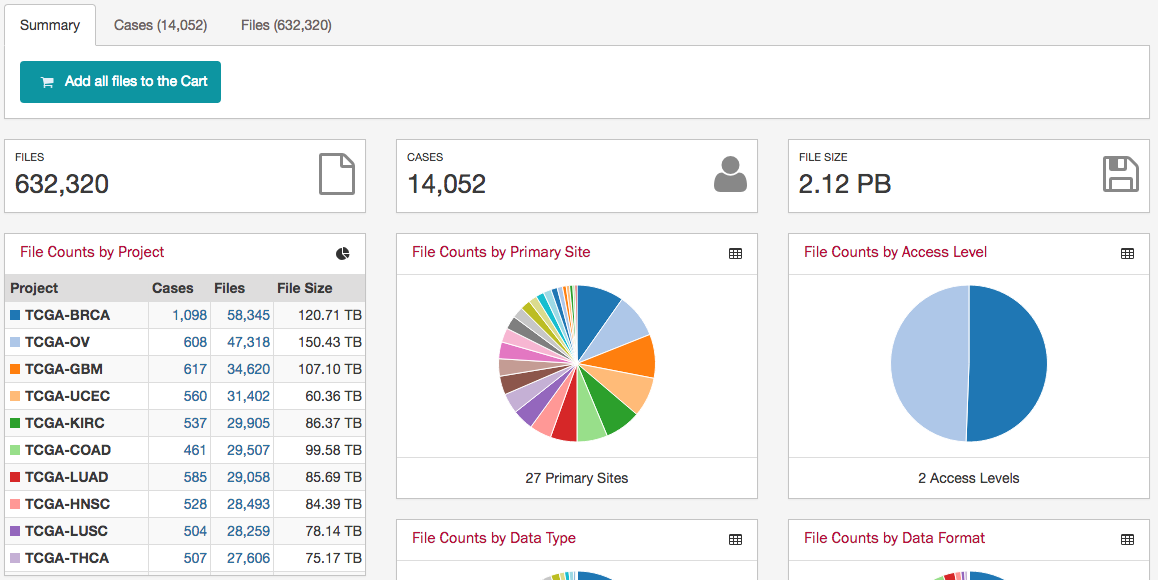 Summary Cases (14,052) Files (632,320)
Add all files to the Cart
FILES
632,320
CASES
14,052
FILE SIZE
2.12 PB
File Counts by Project
Project Cases Files File Size
TCGA-BRCA 1,098 58,345 120.71 TB
TCGA-OV 608 47,318 150.43 TB
TCGA-GBM 617 34,620 107.10 TB
TCGA-UCEC 560 31,402 60.36 TB
TCGA-KIRC 537 29,905 86.37 TB
TCGA-COAD 461 29,507 99.58 TB
TCGA-LUAD 585 29,058 85.69 TB
TCGA-HNSC 528 28,493 84.39 TB
TCGA-LUSC 504 28,259 78.14 TB
TCGA-THCA 507 27,606 75.17 TB
File Counts by Primary Site
27 Primary Sites
File Counts by Access Level
2 Access Levels
File Counts by Data Type
File Counts by Data Format